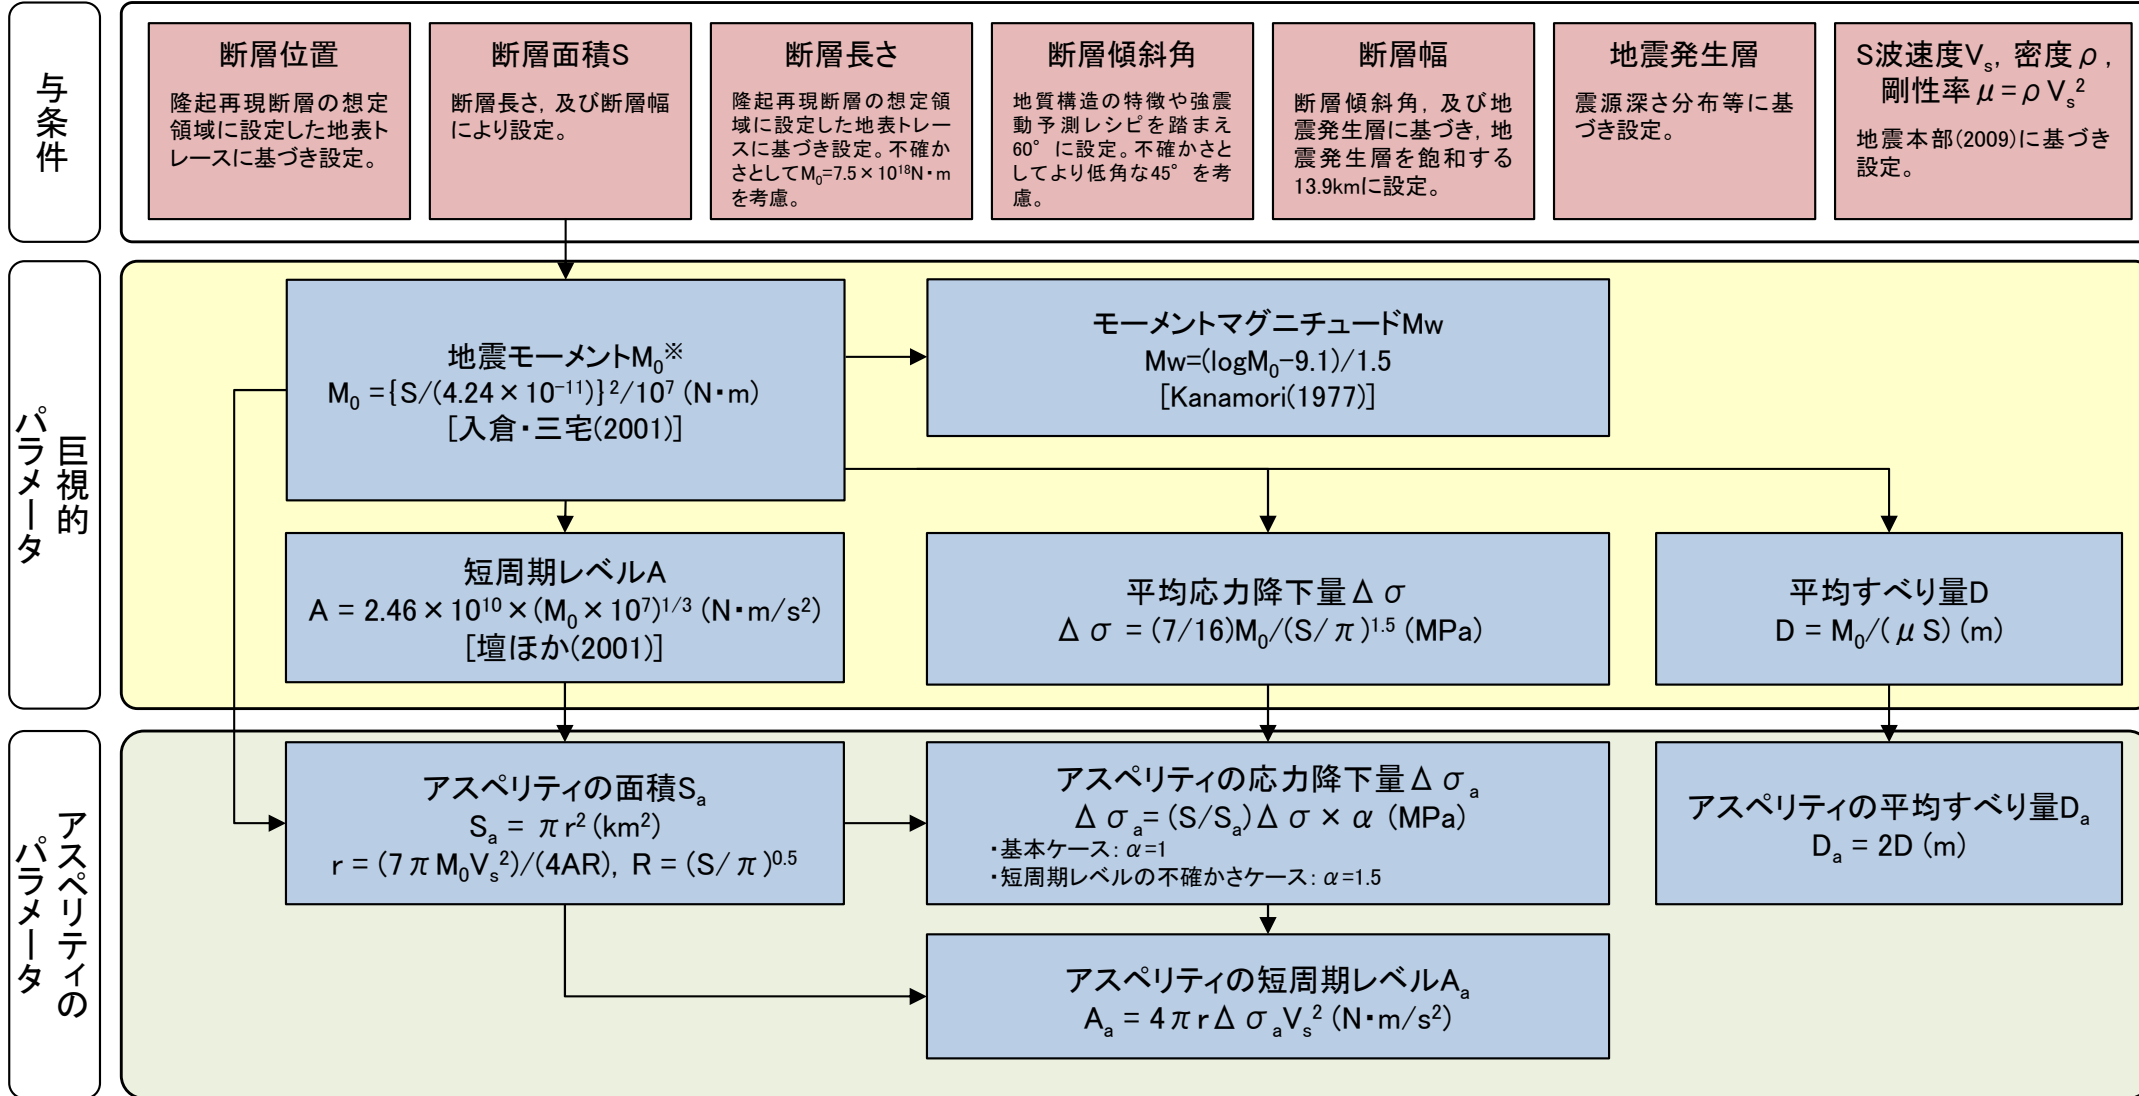 与条件
断層位置
隆起再現断層の想定
領域に設定した地表ト
レースに基づき設定。
断層面積S
断層長さ，及び断層幅
により設定。
断層長さ
隆起再現断層の想定領
域に設定した地表トレー
スに基づき設定。不確か
さとしてM₀=7.5×10¹⁸N・m
を考慮。
断層傾斜角
地質構造の特徴や強震
動予測レシピを踏まえ
60°に設定。不確かさと
してより低角な45°を考
慮。
断層幅
断層傾斜角，及び地
震発生層に基づき，地
震発生層を飽和する
13.9kmに設定。
地震発生層
震源深さ分布等に基
づき設定。
S波速度Vₛ，密度ρ，
剛性率μ=ρVₛ²
地震本部(2009)に基づき
設定。
巨視的
パラメータ
地震モーメントM₀※
M₀={S/(4.24×10⁻¹¹)}²/10⁷ (N・m)
[入倉・三宅(2001)]
モーメントマグニチュードMw
Mw=(logM₀−9.1)/1.5
[Kanamori(1977)]
短周期レベルA
A = 2.46×10¹⁰×(M₀×10⁷)¹/³ (N・m/s²)
[壇ほか(2001)]
平均応力降下量Δσ
Δσ = (7/16)M₀/(S/π)¹·⁵ (MPa)
平均すべり量D
D = M₀/(μS) (m)
アスペリティの
パラメータ
アスペリティの面積Sₐ
Sₐ = πr² (km²)
r = (7πM₀Vₛ²)/(4AR)，R = (S/π)⁰·⁵
アスペリティの応力降下量Δσₐ
Δσₐ= (S/Sₐ)Δσ×α (MPa)
・基本ケース：α=1
・短周期レベルの不確かさケース：α=1.5
アスペリティの平均すべり量Dₐ
Dₐ = 2D (m)
アスペリティの短周期レベルAₐ
Aₐ = 4πrΔσₐVₛ² (N・m/s²)